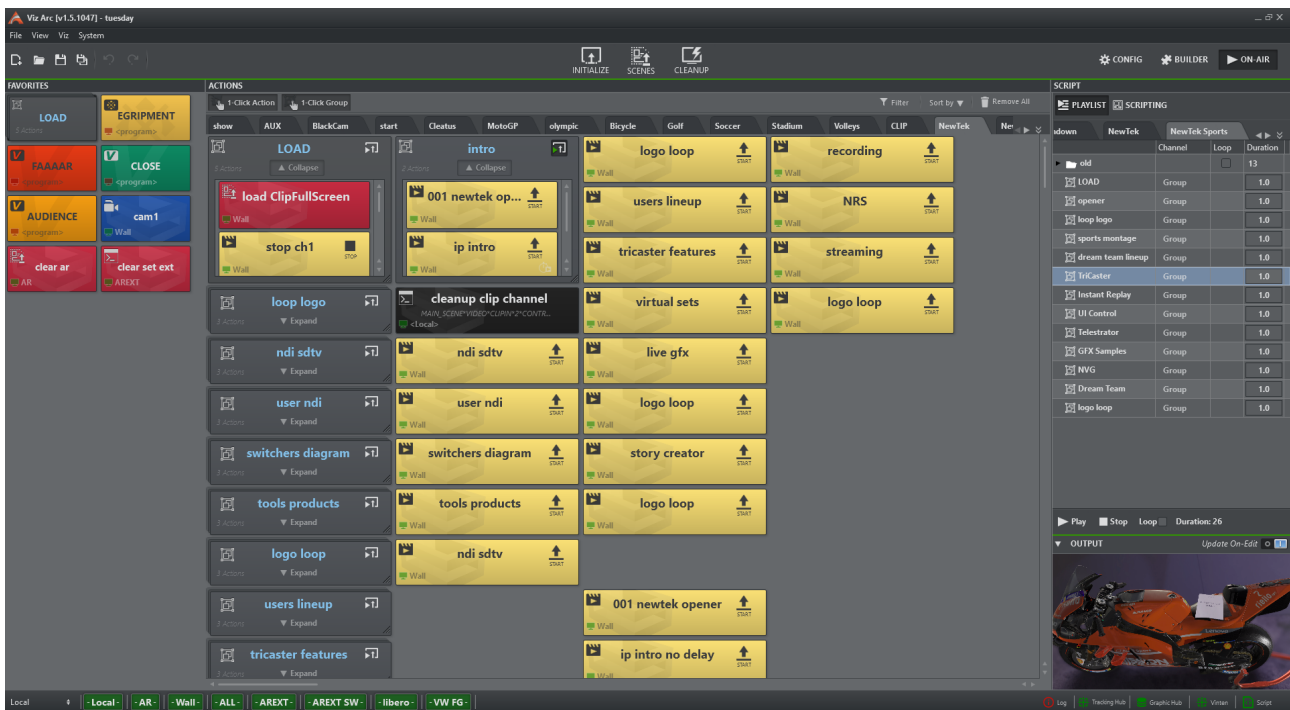 Viz Arc [v1.5.1047] - tuesday
File View Viz System
INITIALIZE SCENES CLEANUP
CONFIG BUILDER ON-AIR
FAVORITES
LOAD
5 Actions
EGRIPMENT
<program>
FAAAAR
<program>
CLOSE
<program>
AUDIENCE
<program>
cam1
Wall
clear ar
AR
clear set ext
AREXT
ACTIONS
1-Click Action 1-Click Group
Filter Sort by Remove All
show AUX BlackCam start Cleatus MotoGP olympic Bicycle Golf Soccer Stadium Volleys CLIP NewTek
LOAD
5 Actions
Collapse
load ClipFullScreen
Wall
stop ch1
STOP
Wall
intro
2 Actions
Collapse
001 newtek op...
START
Wall
ip intro
START
Wall
logo loop
START
Wall
recording
START
Wall
users lineup
START
Wall
NRS
START
Wall
tricaster features
START
Wall
streaming
START
Wall
loop logo
3 Actions
Expand
cleanup clip channel
MAIN_SCENE*VIDEO*CLIPIN*2*CONTR...
<Local>
virtual sets
START
Wall
logo loop
START
Wall
ndi sdtv
3 Actions
Expand
ndi sdtv
START
Wall
live gfx
START
Wall
user ndi
3 Actions
Expand
user ndi
START
Wall
logo loop
START
Wall
switchers diagram
3 Actions
Expand
switchers diagram
START
Wall
story creator
START
Wall
tools products
3 Actions
Expand
tools products
START
Wall
logo loop
START
Wall
logo loop
3 Actions
Expand
ndi sdtv
START
Wall
users lineup
3 Actions
Expand
001 newtek opener
START
Wall
tricaster features
3 Actions
Expand
ip intro no delay
START
Wall
SCRIPT
PLAYLIST SCRIPTING
NewTek NewTek Sports
Channel Loop Duration
old 13
LOAD Group 1.0
opener Group 1.0
loop logo Group 1.0
sports montage Group 1.0
dream team lineup Group 1.0
TriCaster Group 1.0
Instant Replay Group 1.0
UI Control Group 1.0
Telestrator Group 1.0
GFX Samples Group 1.0
NVG Group 1.0
Dream Team Group 1.0
logo loop Group 1.0
Play Stop Loop Duration: 26
OUTPUT Update On-Edit
Local -Local- -AR- -Wall- -ALL- -AREXT- -AREXT SW- -libero- -VW FG-
Log Tracking Hub Graphic Hub Vinten Script